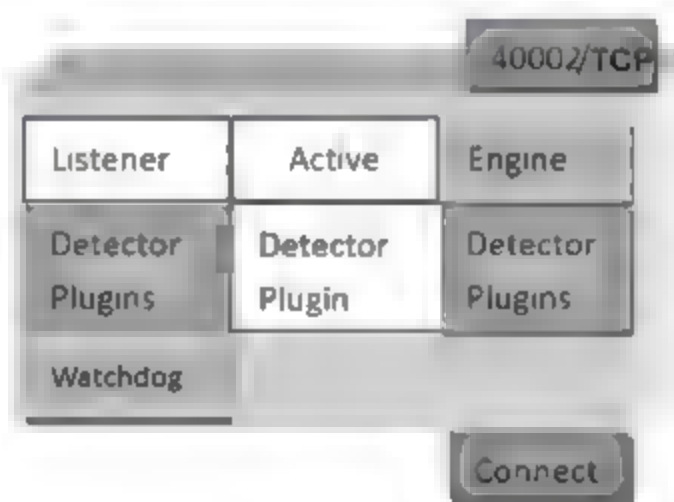 40002/TCP
Listener
Active
Engine
Detector
Plugins
Detector
Plugin
Detector
Plugins
Watchdog
Connect